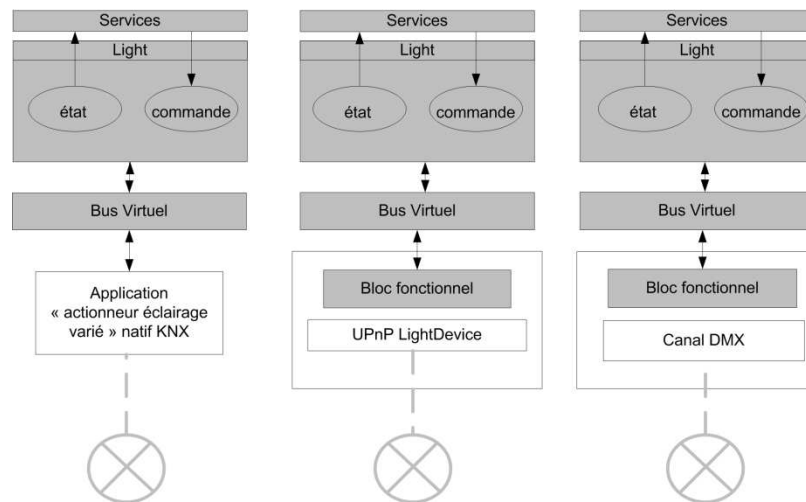 Services
Light
état
commande
Bus Virtuel
Application
« actionneur éclairage
varié » natif KNX
Services
Light
état
commande
Bus Virtuel
Bloc fonctionnel
UPnP LightDevice
Services
Light
état
commande
Bus Virtuel
Bloc fonctionnel
Canal DMX